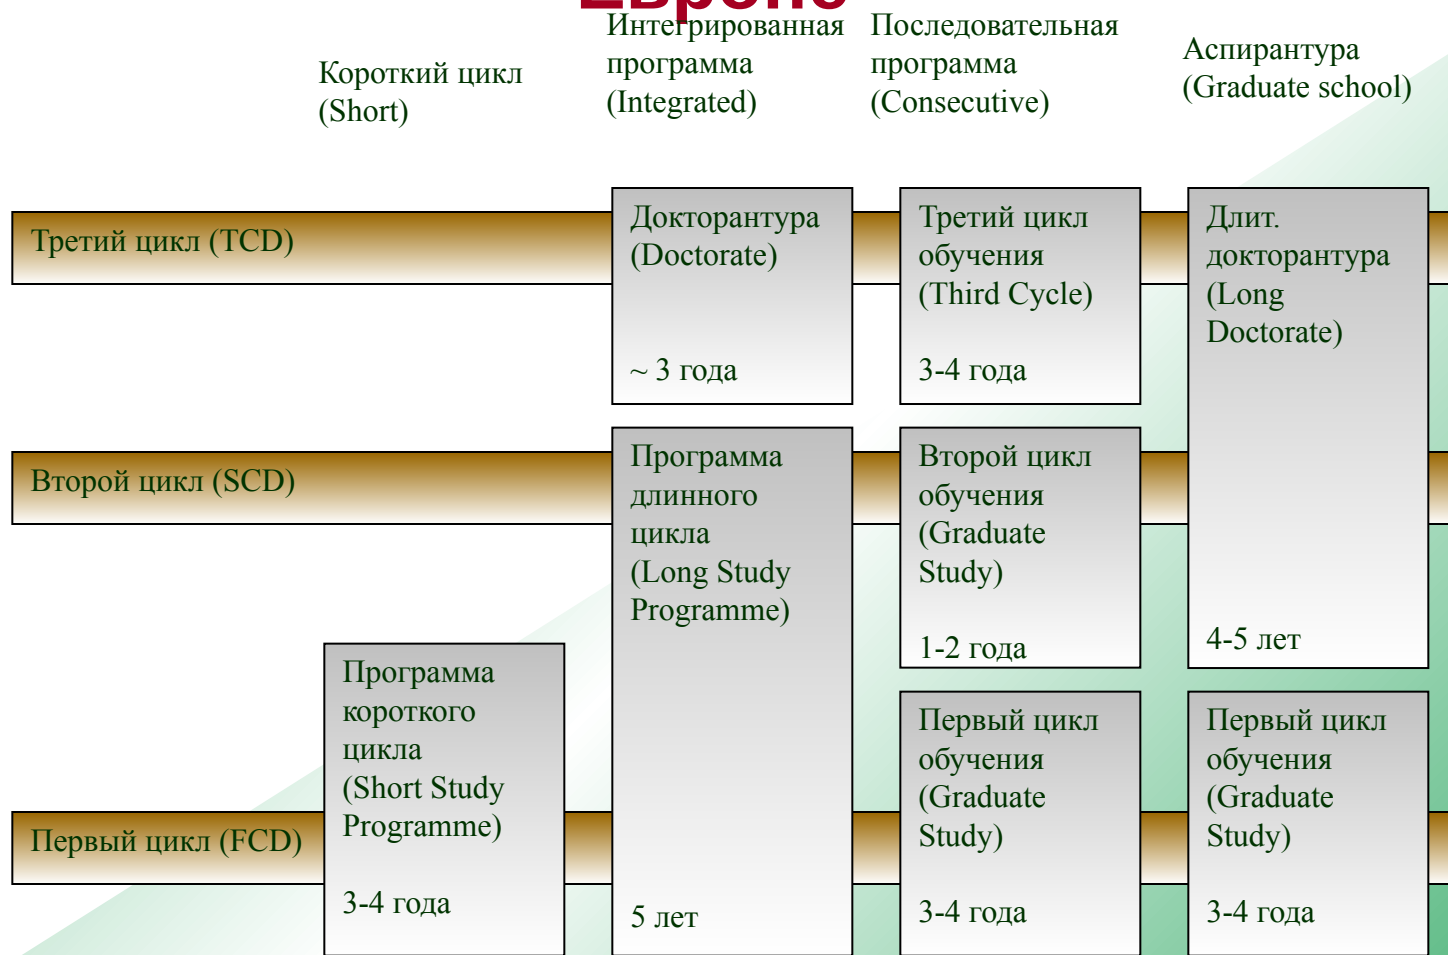 Европе
Короткий цикл
(Short)
Интегрированная
программа
(Integrated)
Последовательная
программа
(Consecutive)
Аспирантура
(Graduate school)
Третий цикл (TCD)
Докторантура
(Doctorate)
~ 3 года
Третий цикл
обучения
(Third Cycle)
3-4 года
Длит.
докторантура
(Long
Doctorate)
4-5 лет
Второй цикл (SCD)
Программа
длинного
цикла
(Long Study
Programme)
5 лет
Второй цикл
обучения
(Graduate
Study)
1-2 года
Первый цикл (FCD)
Программа
короткого
цикла
(Short Study
Programme)
3-4 года
Первый цикл
обучения
(Graduate
Study)
3-4 года
Первый цикл
обучения
(Graduate
Study)
3-4 года